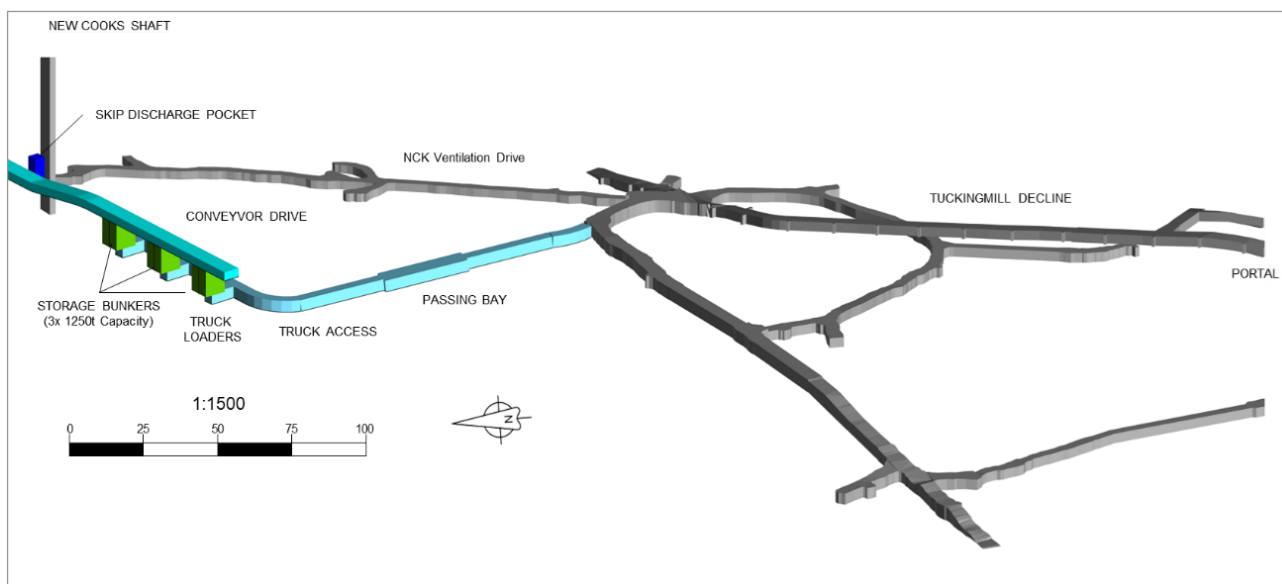 NEW COOKS SHAFT
SKIP DISCHARGE POCKET
NCK Ventilation Drive
TUCKINGMILL DECLINE
CONVEYVOR DRIVE
PORTAL
STORAGE BUNKERS
(3x 1250t Capacity)
TRUCK
LOADERS
TRUCK ACCESS
PASSING BAY
1:1500
0 25 50 75 100
N